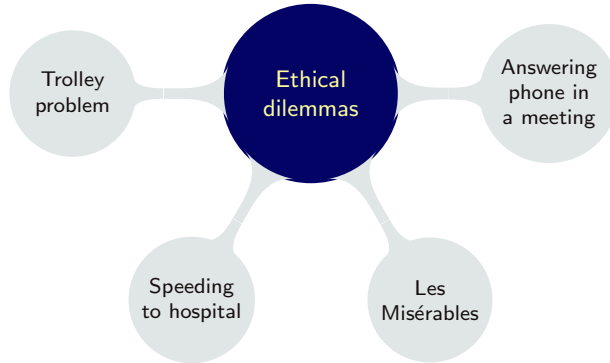 Ethical
dilemmas
Trolley
problem
Speeding
to hospital
Les
Misérables
Answering
phone in
a meeting